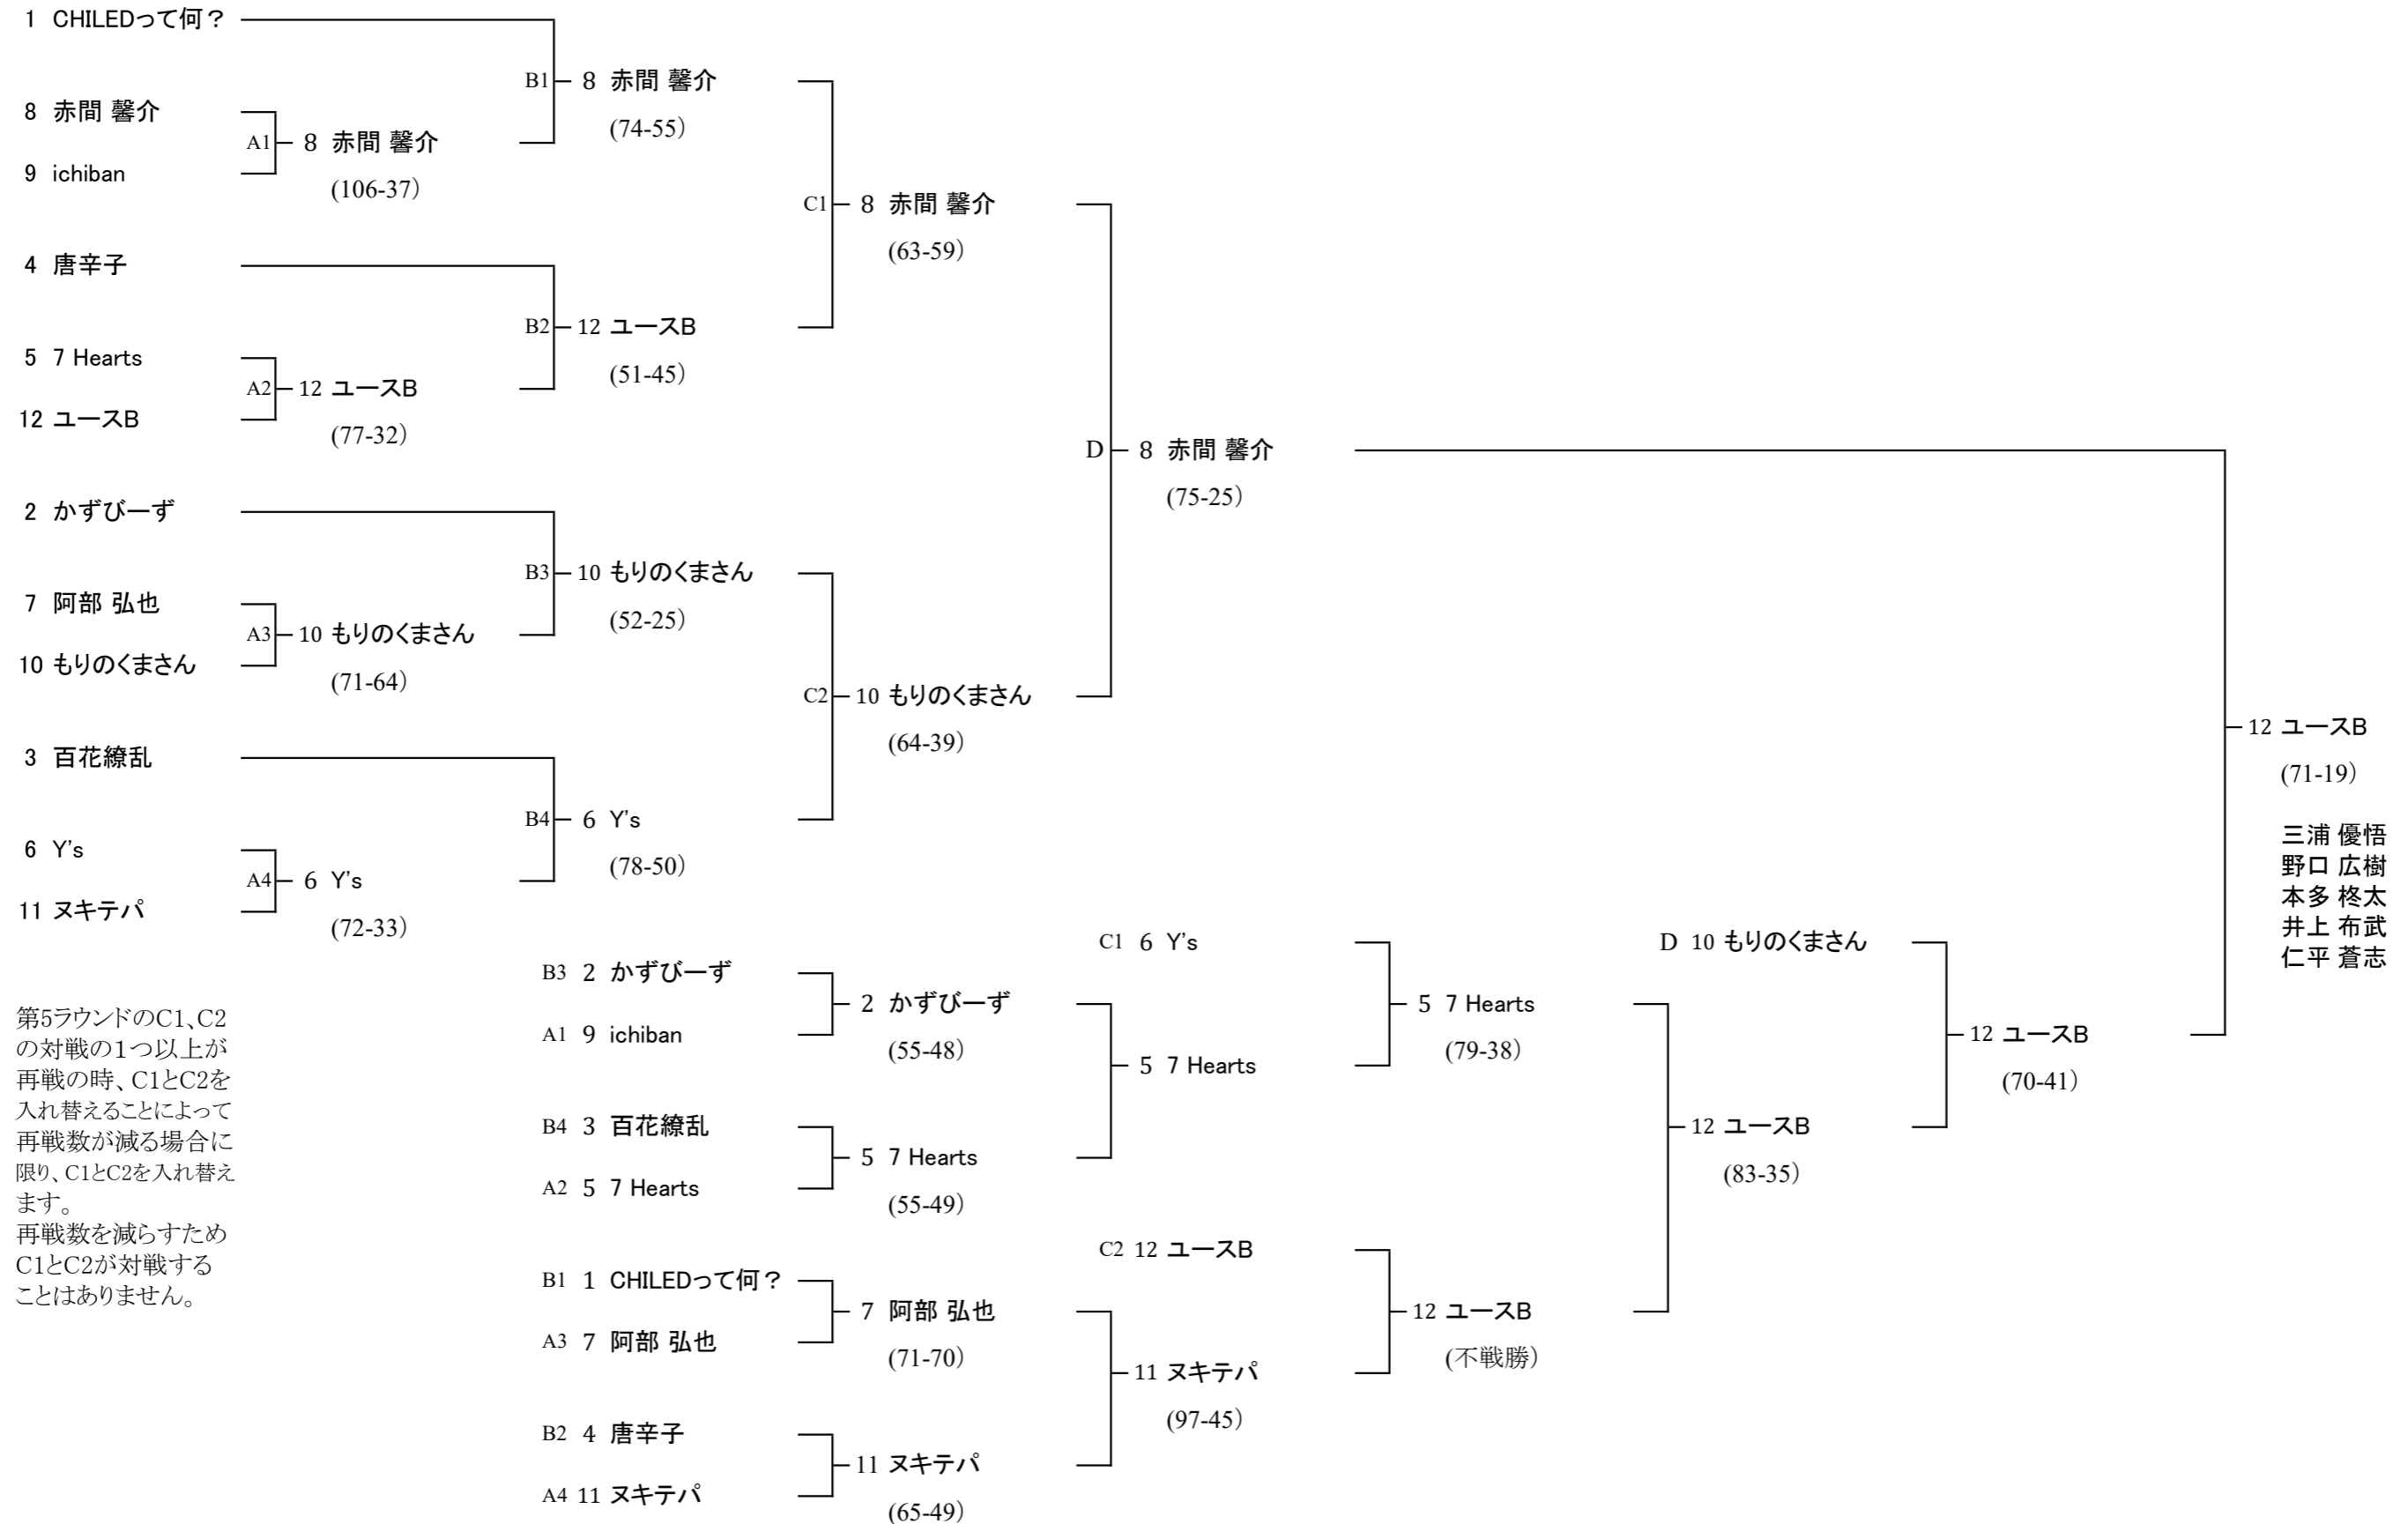 1 CHILEDって何？
B1 8 赤間 馨介
(74-55)
8 赤間 馨介
A1 8 赤間 馨介
(106-37)
9 ichiban
C1 8 赤間 馨介
(63-59)
4 唐辛子
B2 12 ユースB
(51-45)
5 7 Hearts
A2 12 ユースB
(77-32)
12 ユースB
D 8 赤間 馨介
(75-25)
2 かずびーず
B3 10 もりのくまさん
(52-25)
7 阿部 弘也
A3 10 もりのくまさん
(71-64)
10 もりのくまさん
C2 10 もりのくまさん
(64-39)
3 百花繚乱
B4 6 Y's
(78-50)
6 Y's
A4 6 Y's
(72-33)
11 ヌキテパ
12 ユースB
(71-19)
三浦 優悟
野口 広樹
本多 柊太
井上 布武
仁平 蒼志
第5ラウンドのC1、C2
の対戦の1つ以上が
再戦の時、C1とC2を
入れ替えることによって
再戦数が減る場合に
限り、C1とC2を入れ替え
ます。
再戦数を減らすため
C1とC2が対戦する
ことはありません。
B3 2 かずびーず
A1 9 ichiban
2 かずびーず
(55-48)
B4 3 百花繚乱
A2 5 7 Hearts
5 7 Hearts
(55-49)
5 7 Hearts
C1 6 Y's
5 7 Hearts
(79-38)
B1 1 CHILEDって何？
A3 7 阿部 弘也
7 阿部 弘也
(71-70)
B2 4 唐辛子
A4 11 ヌキテパ
11 ヌキテパ
(65-49)
11 ヌキテパ
(97-45)
C2 12 ユースB
12 ユースB
(不戦勝)
12 ユースB
(83-35)
D 10 もりのくまさん
12 ユースB
(70-41)